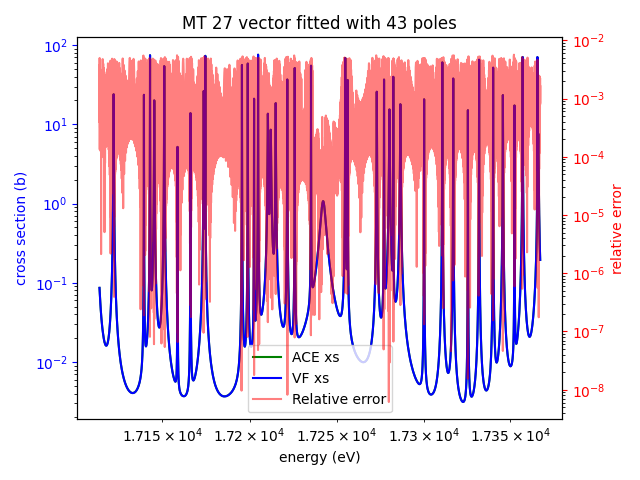 MT 27 vector fitted with 43 poles
10²
10¹
10⁰
10⁻¹
10⁻²
cross section (b)
10⁻²
10⁻³
10⁻⁴
10⁻⁵
10⁻⁶
10⁻⁷
10⁻⁸
relative error
ACE xs
VF xs
Relative error
1.715 × 10⁴ 1.72 × 10⁴ 1.725 × 10⁴ 1.73 × 10⁴ 1.735 × 10⁴
energy (eV)